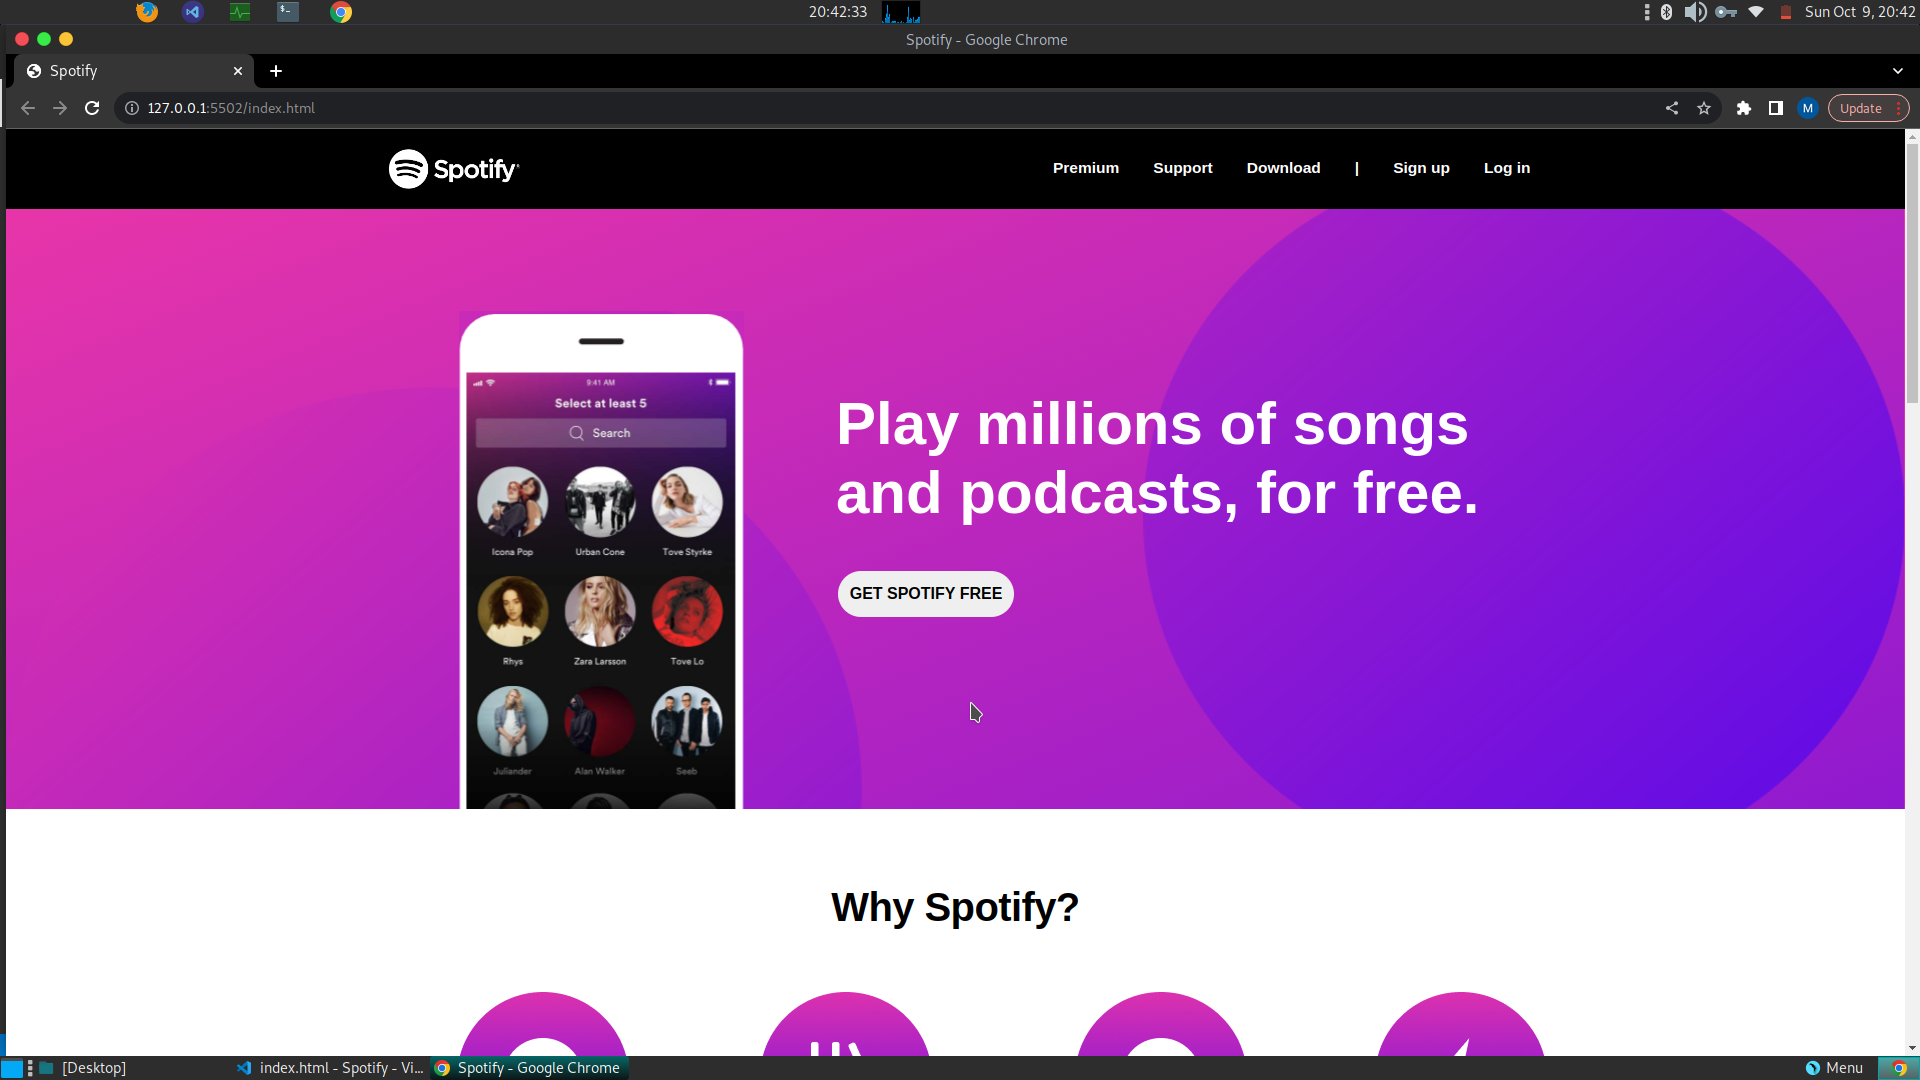 20:42:33
Sun Oct 9, 20:42
Spotify - Google Chrome
Spotify
127.0.0.1:5502/index.html
M
Update
Spotify
Premium
Support
Download
|
Sign up
Log in
9:41 AM
Select at least 5
Search
Icona Pop
Urban Cone
Tove Styrke
Rhys
Zara Larsson
Tove Lo
Juliander
Alan Walker
Seeb
Play millions of songs
and podcasts, for free.
GET SPOTIFY FREE
Why Spotify?
[Desktop]
index.html - Spotify - Vi...
Spotify - Google Chrome
Menu